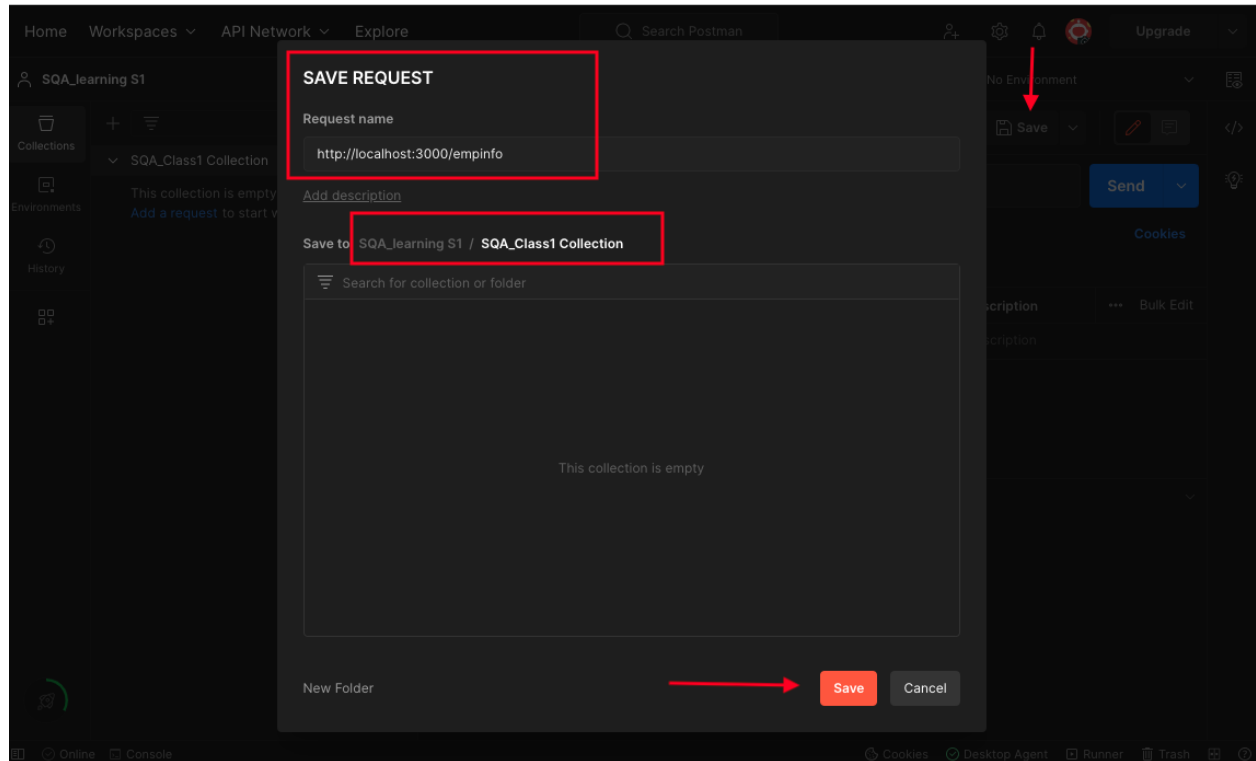 Home Workspaces API Network Explore Search Postman Upgrade
SQA_learning S1
No Environment
SAVE REQUEST
Request name
http://localhost:3000/empinfo
Add description
Save to SQA_learning S1 / SQA_Class1 Collection
Search for collection or folder
This collection is empty
New Folder
Save Cancel
Collections
Environments
History
SQA_Class1 Collection
This collection is empty
Add a request to start w
Save
Send
Cookies
scription Bulk Edit
scription
Online Console Cookies Desktop Agent Runner Trash